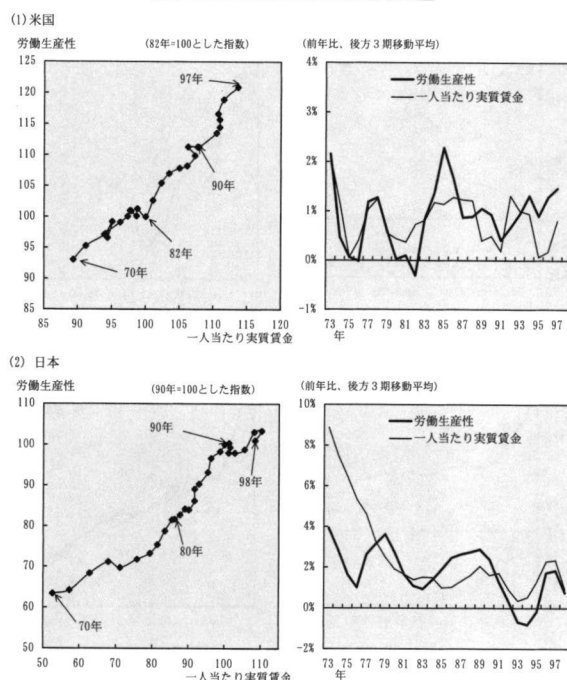 (1)米国
労働生産性
(82年=100とした指数)
125
120
115
110
105
100
95
90
85
97年
90年
82年
70年
85 90 95 100 105 110 115 120
一人当たり実質賃金
(前年比、後方3期移動平均)
4%
3%
2%
1%
0%
-1%
労働生産性
一人当たり実質賃金
73 75 77 79 81 83 85 87 89 91 93 95 97
年
(2) 日本
労働生産性
(90年=100とした指数)
110
100
90
80
70
60
50
90年
98年
80年
70年
50 60 70 80 90 100 110
一人当たり実質賃金
(前年比、後方3期移動平均)
10%
8%
6%
4%
2%
0%
-2%
労働生産性
一人当たり実質賃金
73 75 77 79 81 83 85 87 89 91 93 95 97
年